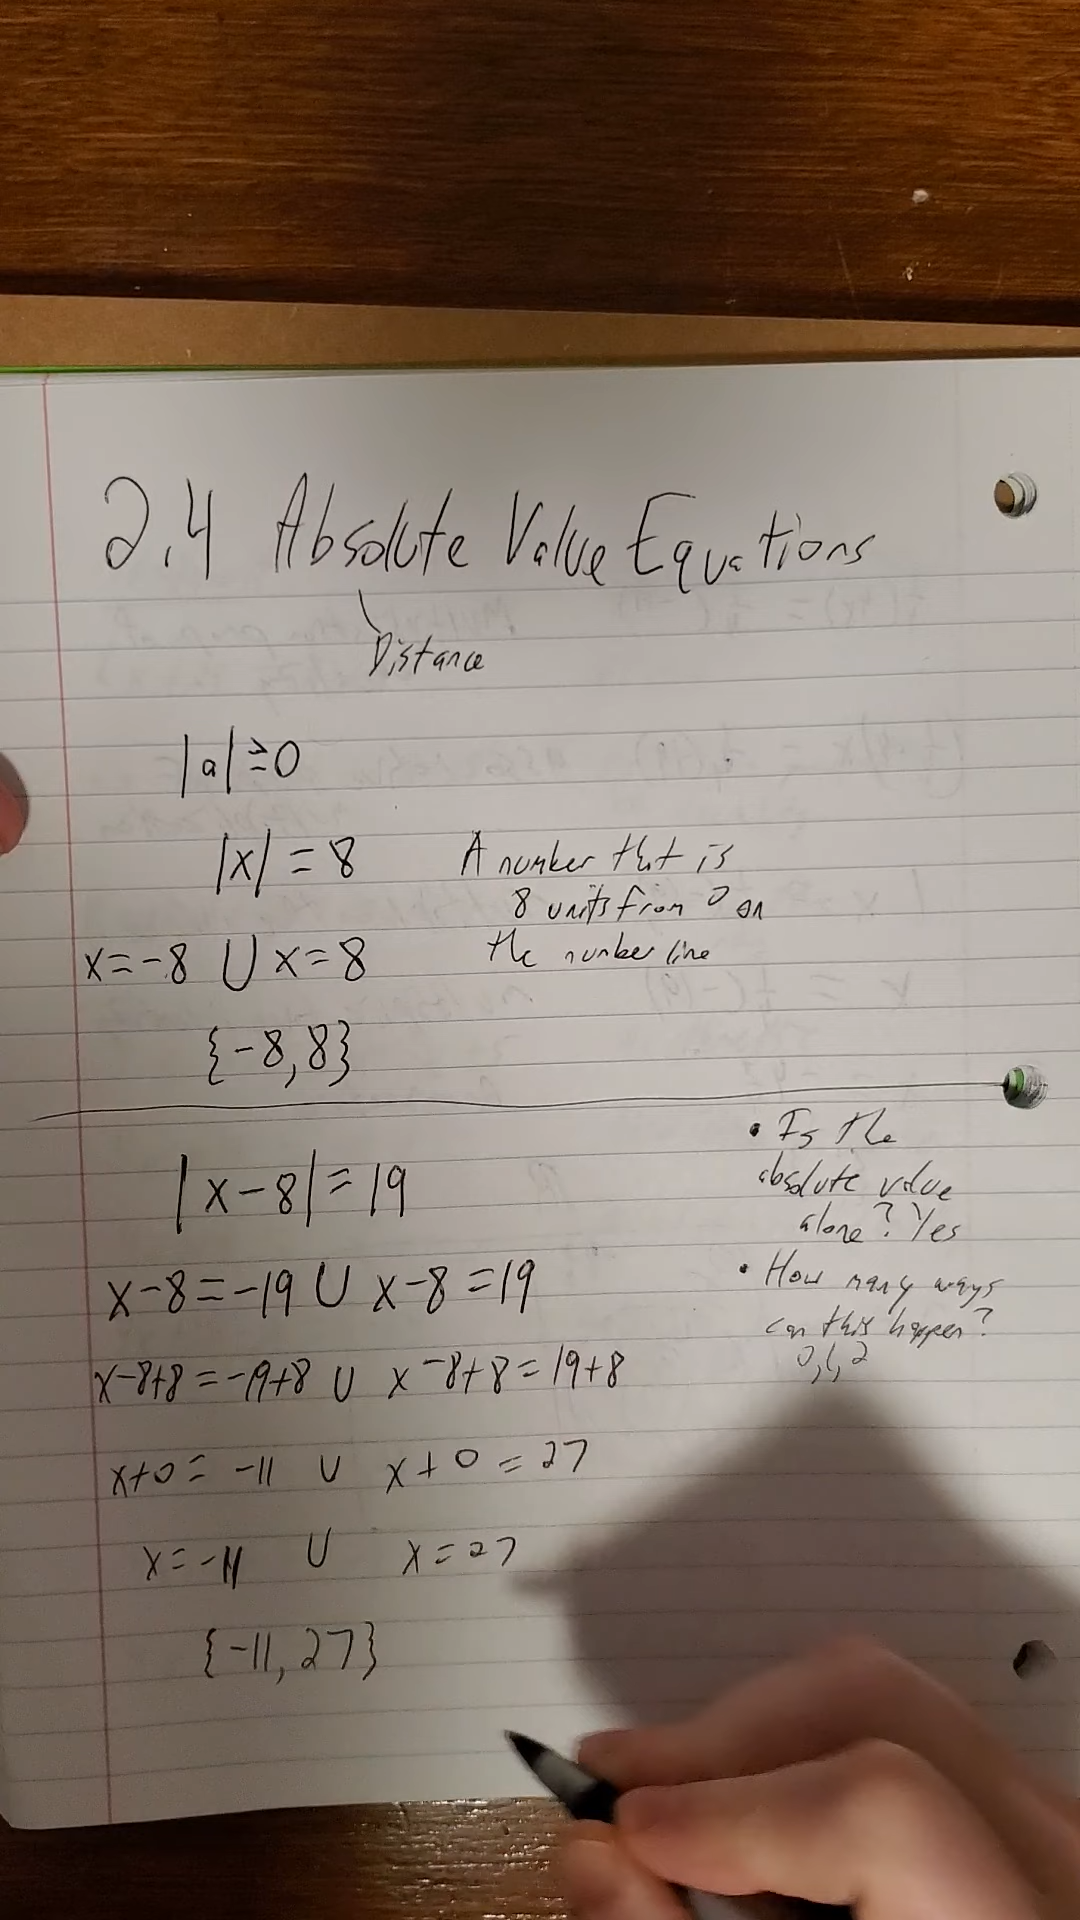 2.4 Absolute Value Equations
Distance
|a| ≥ 0
|x| = 8
A number that is
8 units from 0 on
the number line
x = -8 ∪ x = 8
{-8, 8}
|x-8| = 19
x-8 = -19 ∪ x-8 = 19
x-8+8 = -19+8 ∪ x-8+8 = 19+8
x+0 = -11 ∪ x+0 = 27
x = -11 ∪ x = 27
{-11, 27}
• Is the
absolute value
alone? Yes
• How many ways
can this happen?
0, 1, 2